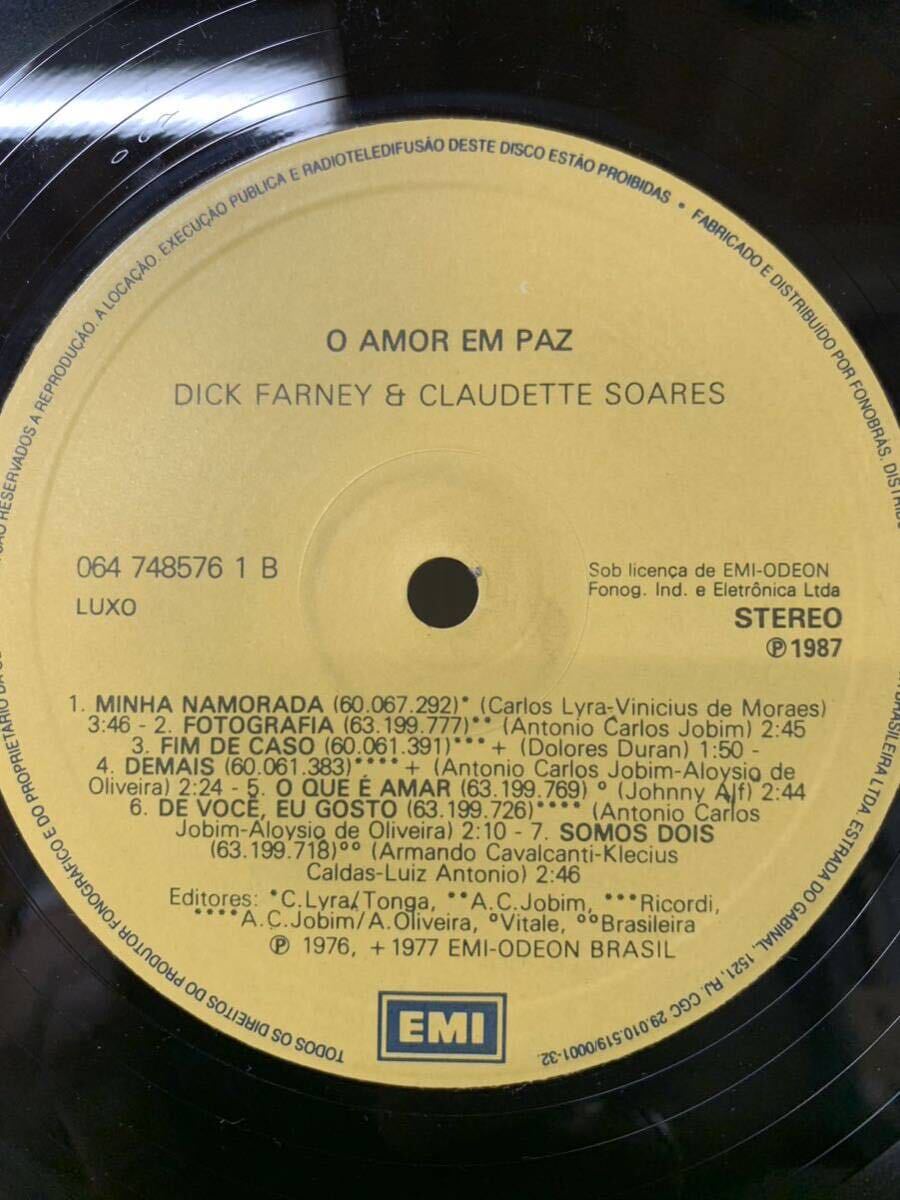 TODOS OS DIREITOS DO PRODUTOR FONOGRÁFICO E DO PROPRIETÁRIO DA
SÃO RESERVADOS A REPRODUÇÃO. A LOCAÇÃO. EXECUÇÃO PÚBLICA E RADIOTELEDIFUSÃO DESTE DISCO ESTÃO PROIBIDAS • FABRICADO E DISTRIBUIDO POR FONOBRÁS.
BRASILEIRA LTDA. ESTRADA DO GABINAL, 1521, RJ. CGC 29.010.519/0001-32.
O AMOR EM PAZ
DICK FARNEY & CLAUDETTE SOARES
064 748576 1 B
LUXO
Sob licença de EMI-ODEON
Fonog. Ind. e Eletrônica Ltda
STEREO
℗ 1987
1. MINHA NAMORADA (60.067.292)* (Carlos Lyra-Vinicius de Moraes)
3:46 - 2. FOTOGRAFIA (63.199.777)** (Antonio Carlos Jobim) 2:45
3. FIM DE CASO (60.061.391)*** + (Dolores Duran) 1:50 -
4. DEMAIS (60.061.383)**** + (Antonio Carlos Jobim-Aloysio de
Oliveira) 2:24 - 5. O QUE É AMAR (63.199.769) ° (Johnny Alf) 2:44
6. DE VOCÊ, EU GOSTO (63.199.726)**** (Antonio Carlos
Jobim-Aloysio de Oliveira) 2:10 - 7. SOMOS DOIS
(63.199.718)°° (Armando Cavalcanti-Klecius
Caldas-Luiz Antonio) 2:46
Editores: *C.Lyra/Tonga, **A.C.Jobim, ***Ricordi,
****A.C.Jobim/A.Oliveira, °Vitale, °°Brasileira
℗ 1976, + 1977 EMI-ODEON BRASIL
EMI